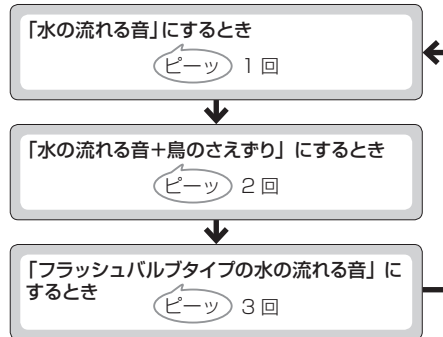 「水の流れる音」にするとき
ピーッ 1 回
「水の流れる音＋鳥のさえずり」にするとき
ピーッ 2 回
「フラッシュバルブタイプの水の流れる音」に
するとき
ピーッ 3 回